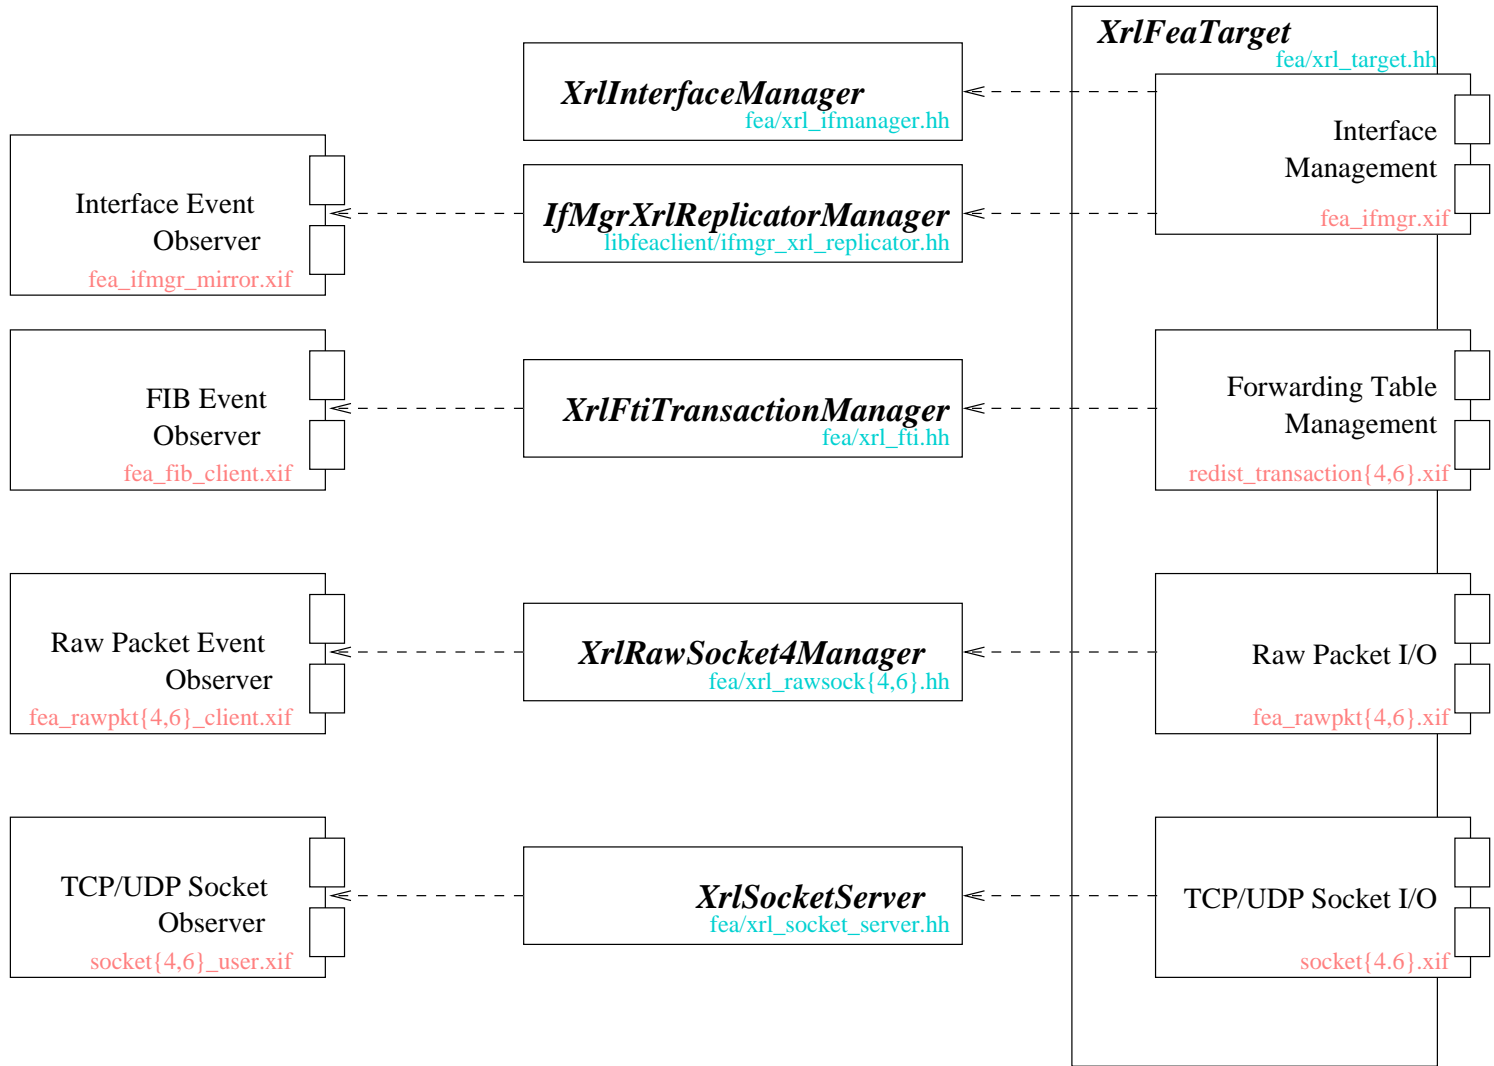 XrlFeaTarget
fea/xrl_target.hh
XrlInterfaceManager
fea/xrl_ifmanager.hh
Interface
Management
fea_ifmgr.xif
Interface Event
Observer
fea_ifmgr_mirror.xif
IfMgrXrlReplicatorManager
libfeaclient/ifmgr_xrl_replicator.hh
FIB Event
Observer
fea_fib_client.xif
XrlFtiTransactionManager
fea/xrl_fti.hh
Forwarding Table
Management
redist_transaction{4,6}.xif
Raw Packet Event
Observer
fea_rawpkt{4,6}_client.xif
XrlRawSocket4Manager
fea/xrl_rawsock{4,6}.hh
Raw Packet I/O
fea_rawpkt{4,6}.xif
TCP/UDP Socket
Observer
socket{4,6}_user.xif
XrlSocketServer
fea/xrl_socket_server.hh
TCP/UDP Socket I/O
socket{4.6}.xif